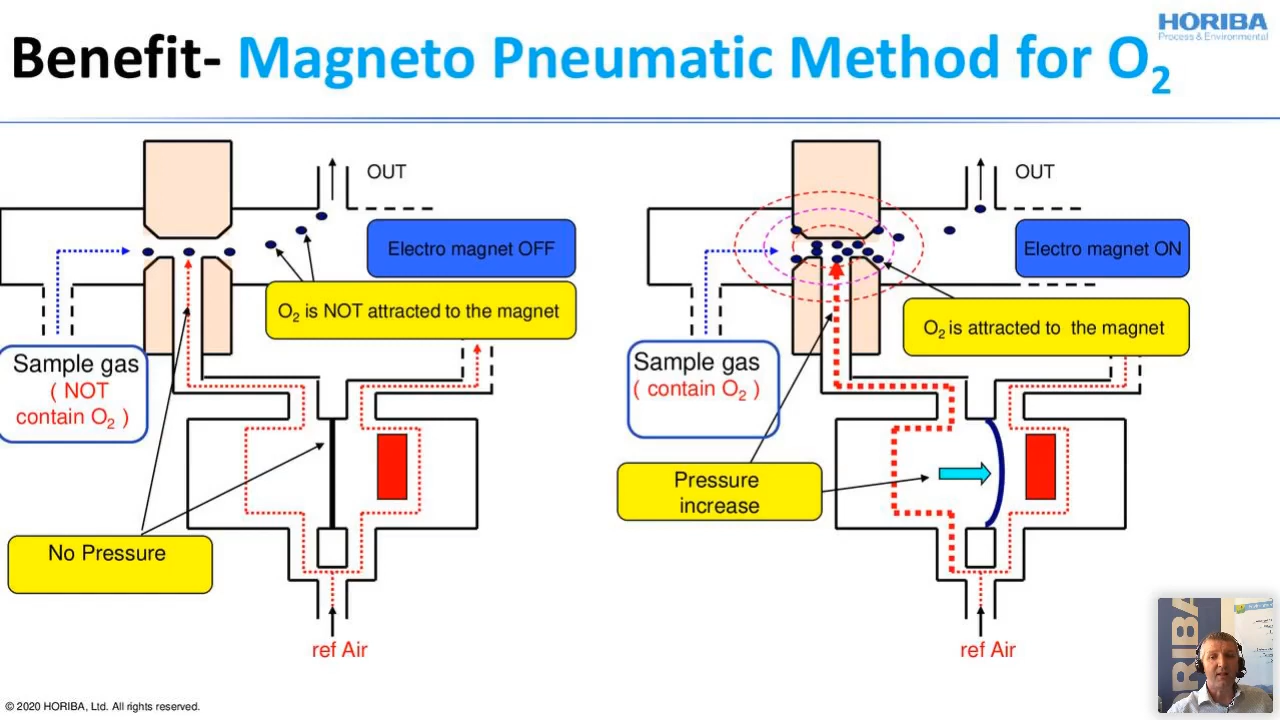 HORIBA
Process & Environmental
Benefit- Magneto Pneumatic Method for O2
OUT
Electro magnet OFF
O2 is NOT attracted to the magnet
Sample gas
( NOT
contain O2 )
No Pressure
ref Air
OUT
Electro magnet ON
O2 is attracted to the magnet
Sample gas
( contain O2 )
Pressure
increase
ref Air
© 2020 HORIBA, Ltd. All rights reserved.
RIBA
RIBA